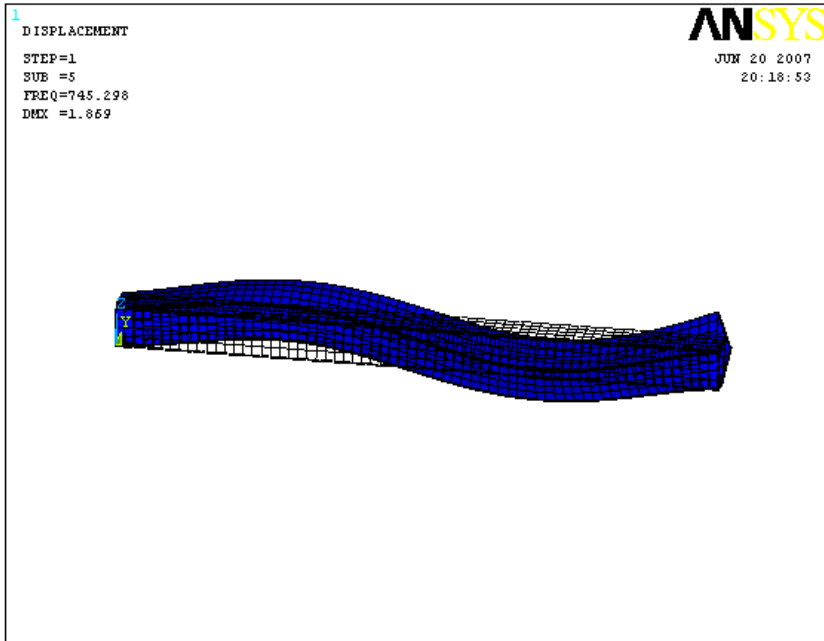 1
DISPLACEMENT
STEP=1
SUB =5
FREQ=745.298
DMX =1.869
ANSYS
JUN 20 2007
20:18:53
Z
Y